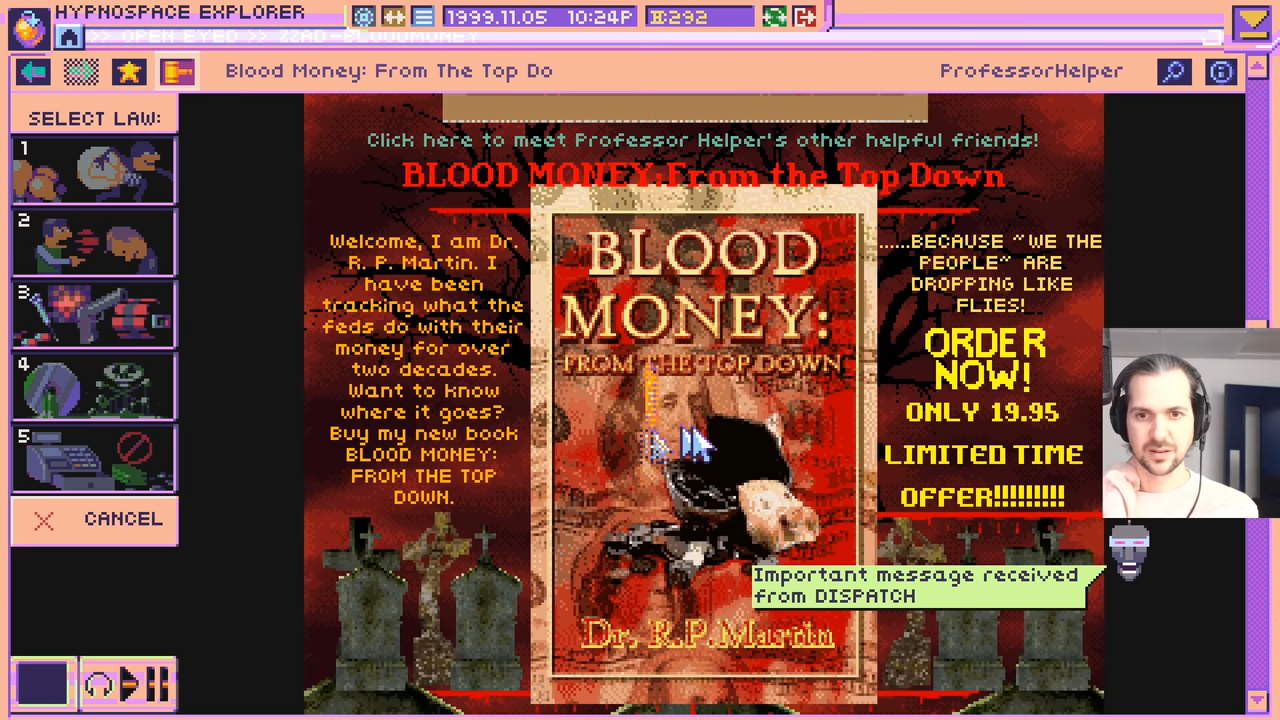 HYPNOSPACE EXPLORER
1999.11.05 10:24P
292
>> OPEN EYED >> ZZAD-BLOODMONEY
Blood Money: From The Top Do
ProfessorHelper
SELECT LAW:
1
2
3
4
5
CANCEL
Click here to meet Professor Helper's other helpful friends!
BLOOD MONEY:From the Top Down
Welcome, I am Dr.
R. P. Martin. I
have been
tracking what the
feds do with their
money for over
two decades.
Want to know
where it goes?
Buy my new book
BLOOD MONEY:
FROM THE TOP
DOWN.
BLOOD
MONEY:
FROM THE TOP DOWN
Dr. R.P.Martin
......BECAUSE ~WE THE
PEOPLE~ ARE
DROPPING LIKE
FLIES!
ORDER
NOW!
ONLY 19.95
LIMITED TIME
OFFER!!!!!!!!!
Important message received
from DISPATCH